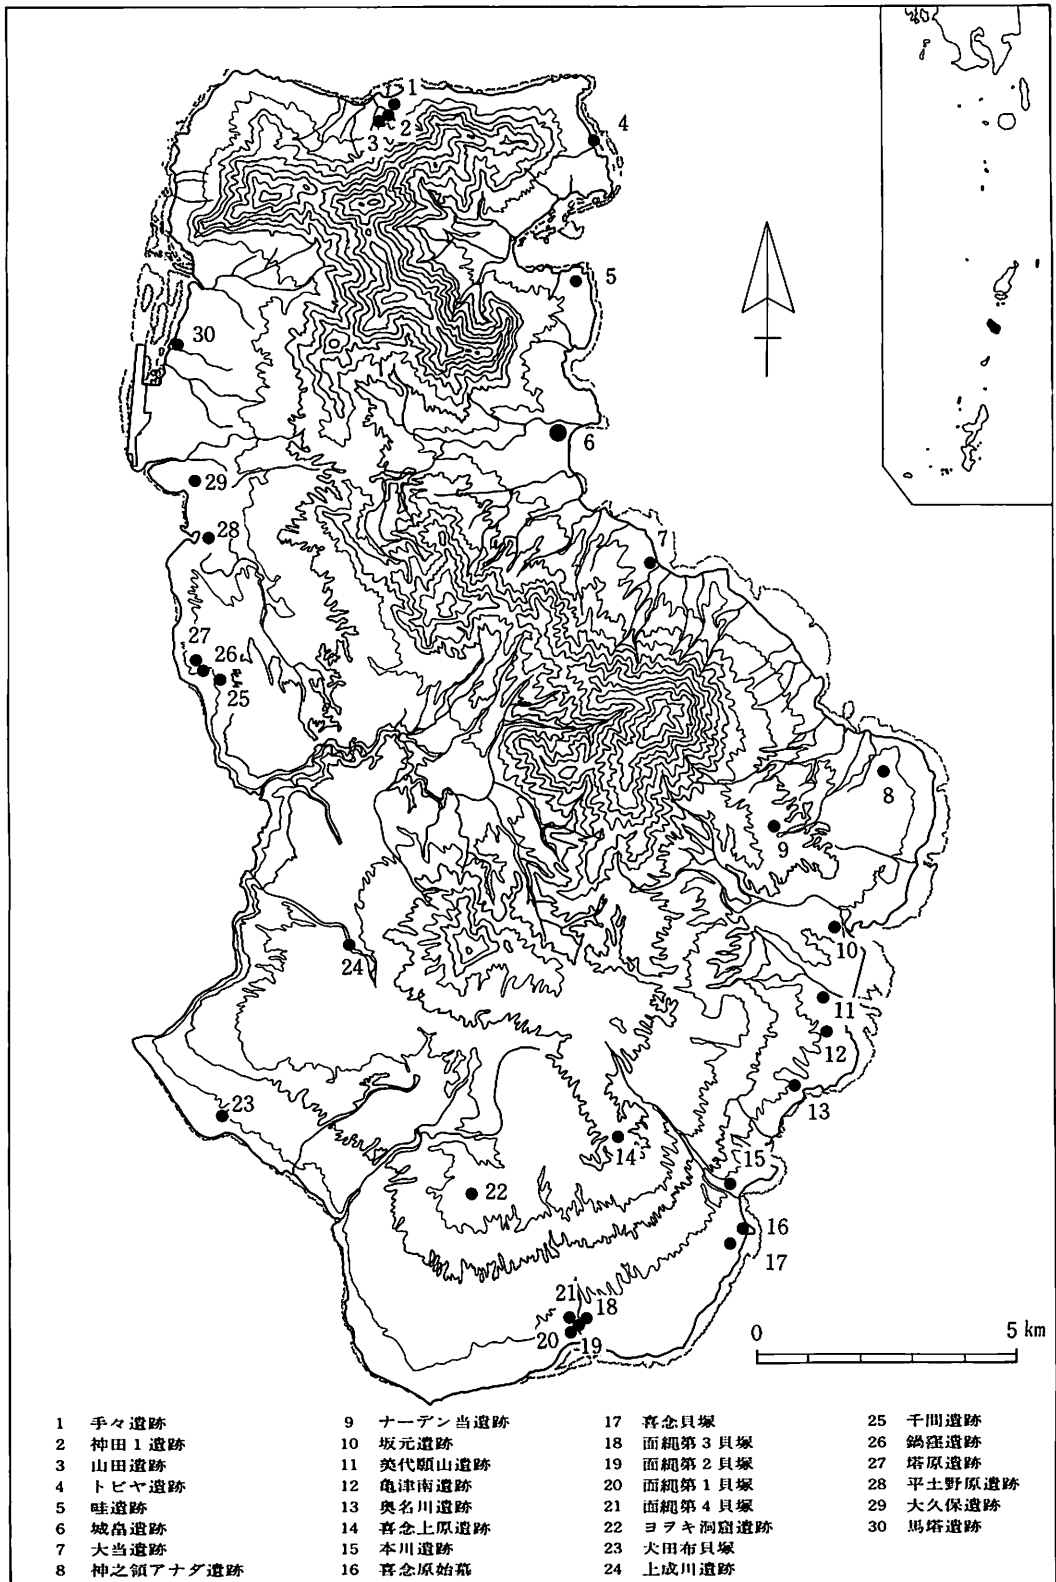 1
2
3
4
5
6
7
8
9
10
11
12
13
14
15
16
17
18
19
20
21
22
23
24
25
26
27
28
29
30
0 5 km
1 手々遺跡
2 神田1遺跡
3 山田遺跡
4 トビヤ遺跡
5 畦遺跡
6 城畠遺跡
7 大当遺跡
8 神之領アナダ遺跡
9 ナーデン当遺跡
10 坂元遺跡
11 英代願山遺跡
12 亀津南遺跡
13 奥名川遺跡
14 喜念上原遺跡
15 本川遺跡
16 喜念原始墓
17 喜念貝塚
18 面縄第3貝塚
19 面縄第2貝塚
20 面縄第1貝塚
21 面縄第4貝塚
22 ヨヲキ洞窟遺跡
23 犬田布貝塚
24 上成川遺跡
25 千間遺跡
26 鍋窪遺跡
27 塔原遺跡
28 平土野原遺跡
29 大久保遺跡
30 馬塔遺跡